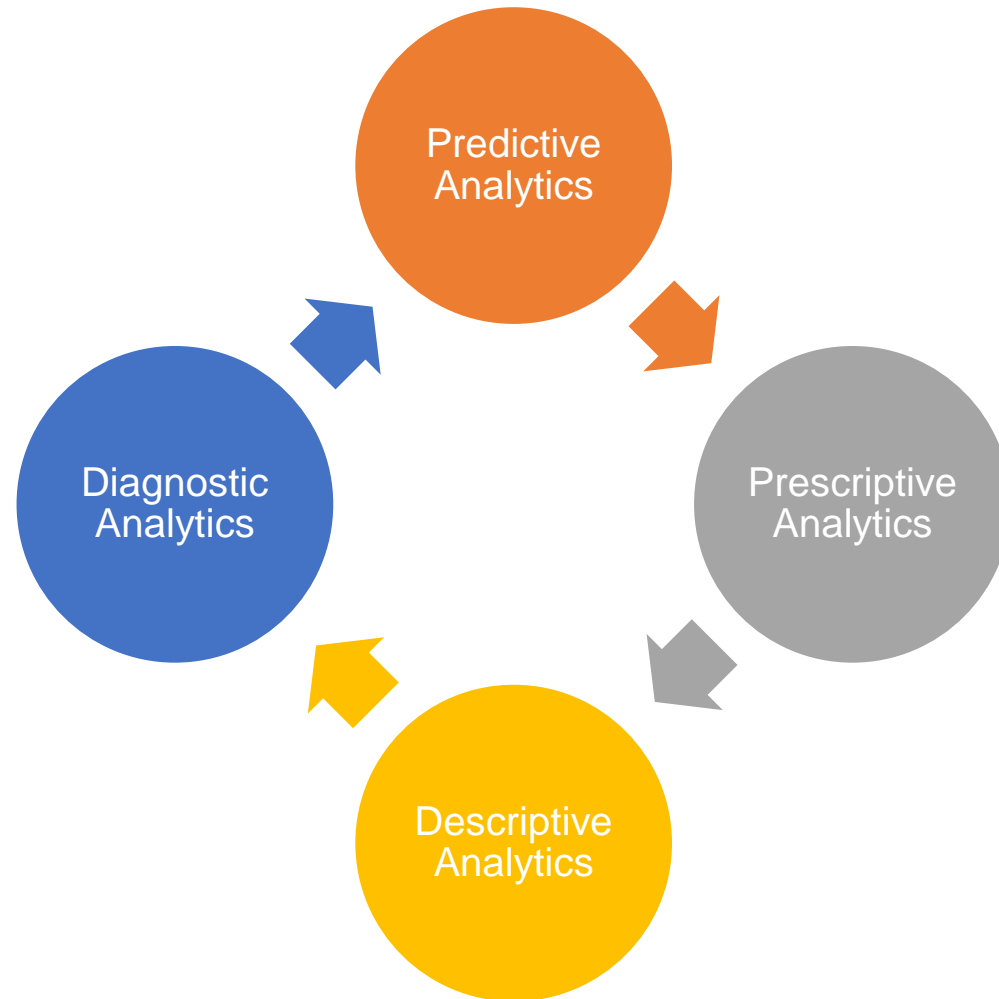 Predictive
Analytics
Diagnostic
Analytics
Prescriptive
Analytics
Descriptive
Analytics